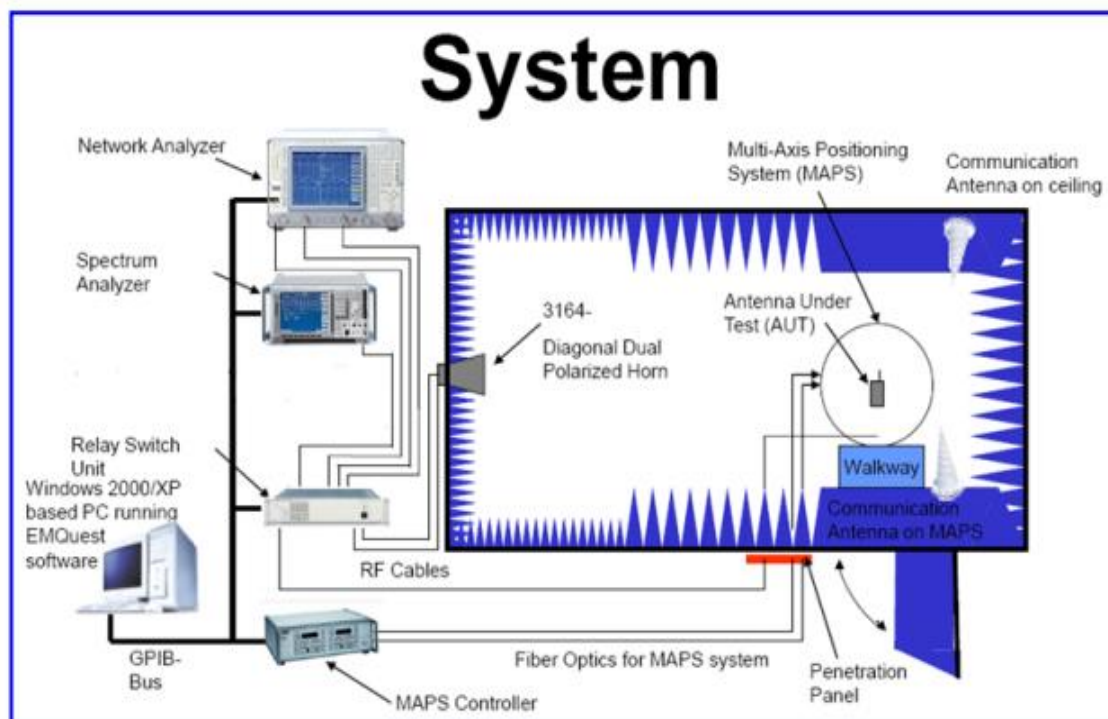 System
Network Analyzer
Multi-Axis Positioning
System (MAPS)
Communication
Antenna on ceiling
Spectrum
Analyzer
3164-
Diagonal Dual
Polarized Horn
Antenna Under
Test (AUT)
Relay Switch
Unit
Windows 2000/XP
based PC running
EMQuest
software
Walkway
Communication
Antenna on MAPS
RF Cables
GPIB-
Bus
Fiber Optics for MAPS system
Penetration
Panel
MAPS Controller